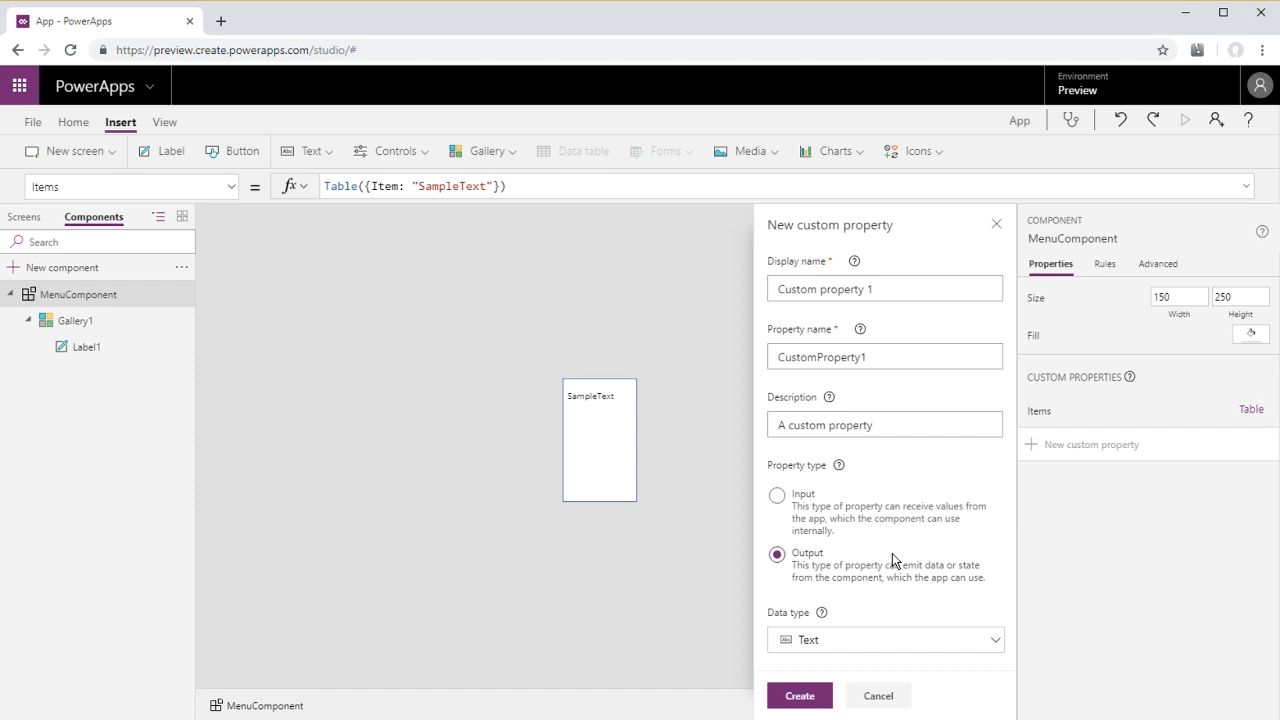 App - PowerApps
https://preview.create.powerapps.com/studio/#
PowerApps
Environment
Preview
File Home Insert View
App
New screen Label Button Text Controls Gallery Data table Forms Media Charts Icons
Items = fx Table({Item: "SampleText"})
Screens Components
Search
New component
MenuComponent
Gallery1
Label1
SampleText
MenuComponent
New custom property
Display name *
Custom property 1
Property name *
CustomProperty1
Description
A custom property
Property type
Input
This type of property can receive values from
the app, which the component can use
internally.
Output
This type of property can emit data or state
from the component, which the app can use.
Data type
Abc Text
Create Cancel
COMPONENT
MenuComponent
Properties Rules Advanced
Size 150 250
Width Height
Fill
CUSTOM PROPERTIES
Items Table
New custom property